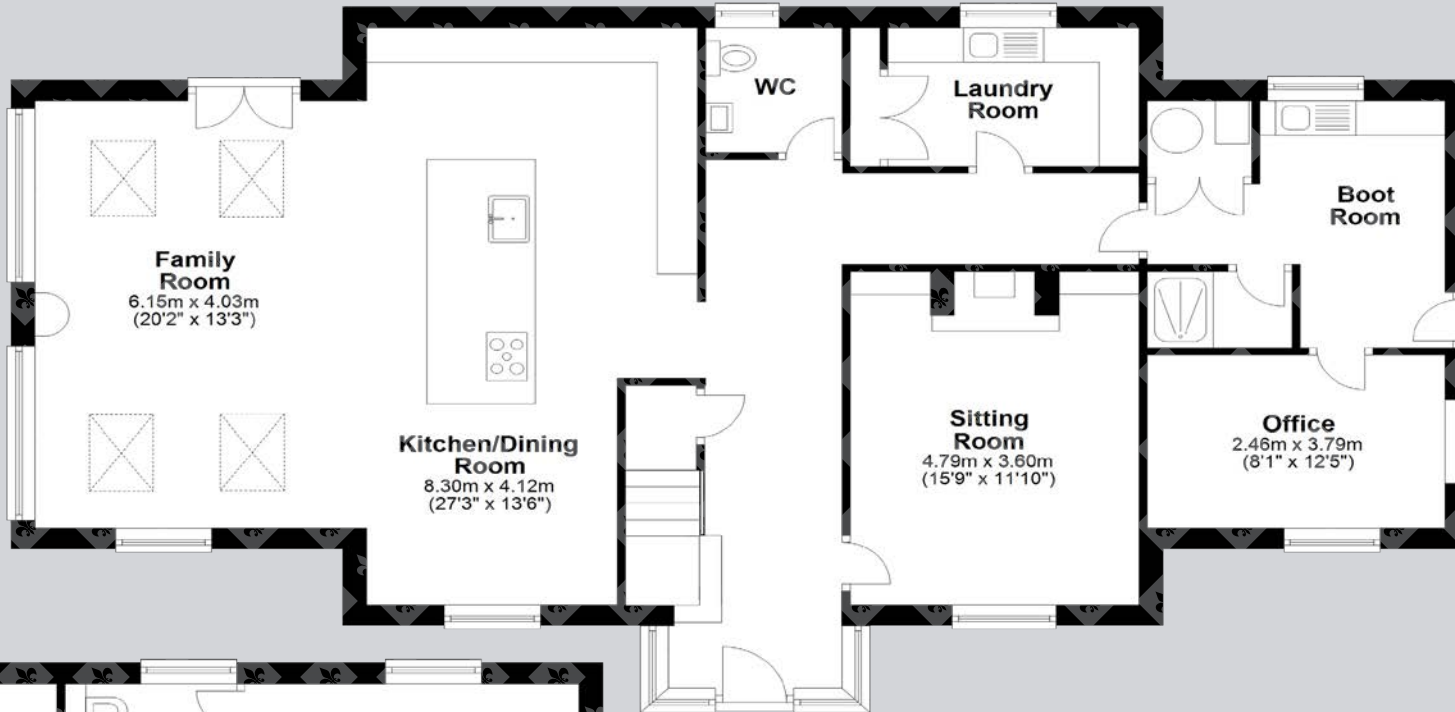 WC
Laundry
Room
Boot
Room
Family
Room
6.15m x 4.03m
(20'2" x 13'3")
Kitchen/Dining
Room
8.30m x 4.12m
(27'3" x 13'6")
Sitting
Room
4.79m x 3.60m
(15'9" x 11'10")
Office
2.46m x 3.79m
(8'1" x 12'5")